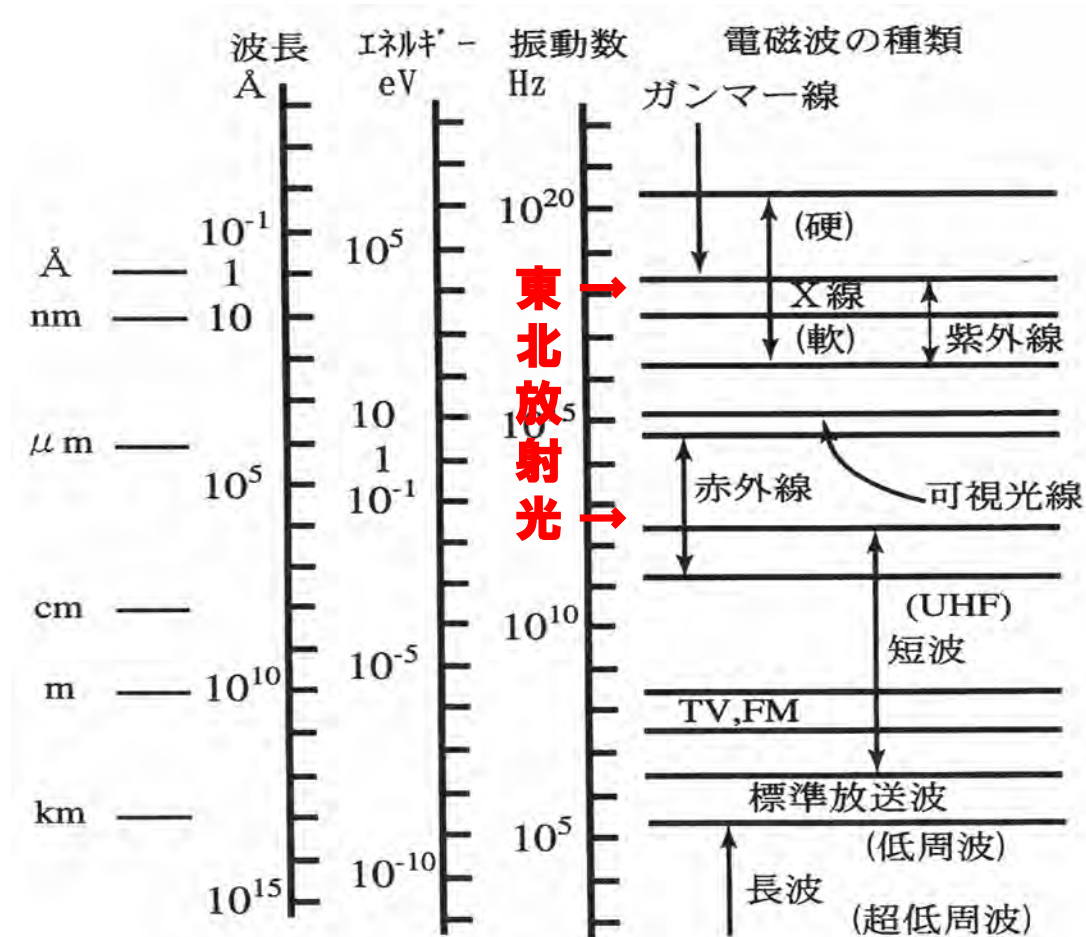 波長 エネルギー 振動数 電磁波の種類
Å eV Hz
ガンマー線
10²⁰
(硬)
10⁻¹ 10⁵
Å 1
X線
nm 10
(軟) 紫外線
東北放射光
10
μm
1
10⁵ 10⁻¹
赤外線 可視光線
cm
10¹⁰
(UHF)
短波
10⁻⁵
m 10¹⁰
TV,FM
km
標準放送波
10⁵
(低周波)
10⁻¹⁰
10¹⁵
長波
(超低周波)